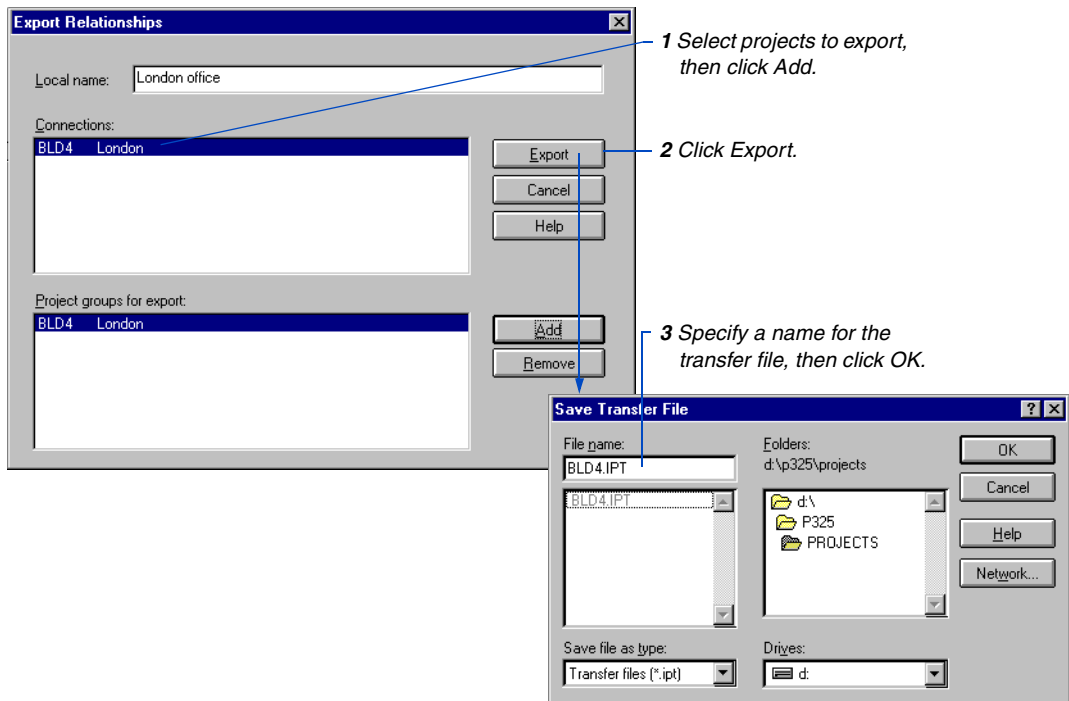 Export Relationships
1 Select projects to export,
then click Add.
Local name: London office
Connections:
BLD4 London
Export
2 Click Export.
Cancel
Help
Project groups for export:
BLD4 London
Add
Remove
3 Specify a name for the
transfer file, then click OK.
Save Transfer File
File name:
BLD4.IPT
BLD4.IPT
Folders:
d:\p325\projects
d:\
P325
PROJECTS
OK
Cancel
Help
Network...
Save file as type:
Transfer files (*.ipt)
Drives:
d: